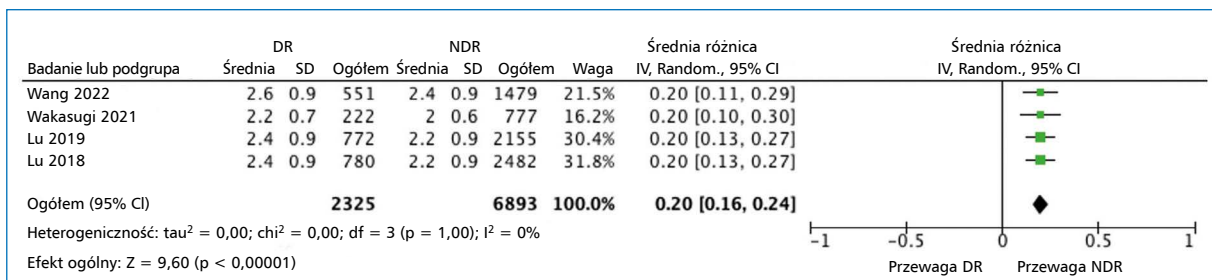 DR NDR Średnia różnica Średnia różnica
Badanie lub podgrupa Średnia SD Ogółem Średnia SD Ogółem Waga IV, Random., 95% CI IV, Random., 95% CI
Wang 2022 2.6 0.9 551 2.4 0.9 1479 21.5% 0.20 [0.11, 0.29]
Wakasugi 2021 2.2 0.7 222 2 0.6 777 16.2% 0.20 [0.10, 0.30]
Lu 2019 2.4 0.9 772 2.2 0.9 2155 30.4% 0.20 [0.13, 0.27]
Lu 2018 2.4 0.9 780 2.2 0.9 2482 31.8% 0.20 [0.13, 0.27]
Ogółem (95% CI) 2325 6893 100.0% 0.20 [0.16, 0.24]
Heterogeniczność: tau² = 0,00; chi² = 0,00; df = 3 (p = 1,00); I² = 0%
-1 -0.5 0 0.5 1
Efekt ogólny: Z = 9,60 (p < 0,00001) Przewaga DR Przewaga NDR